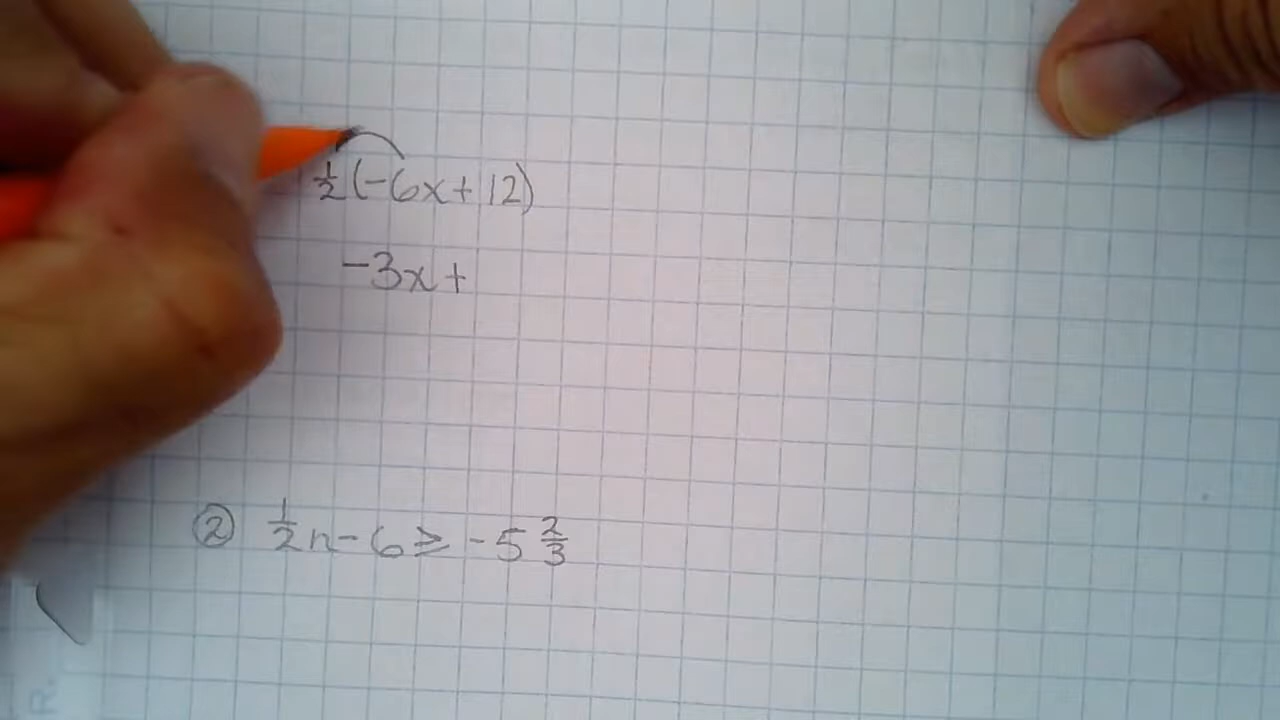 ½(-6x+12)
-3x+
② ½n-6≥-5⅔
R.